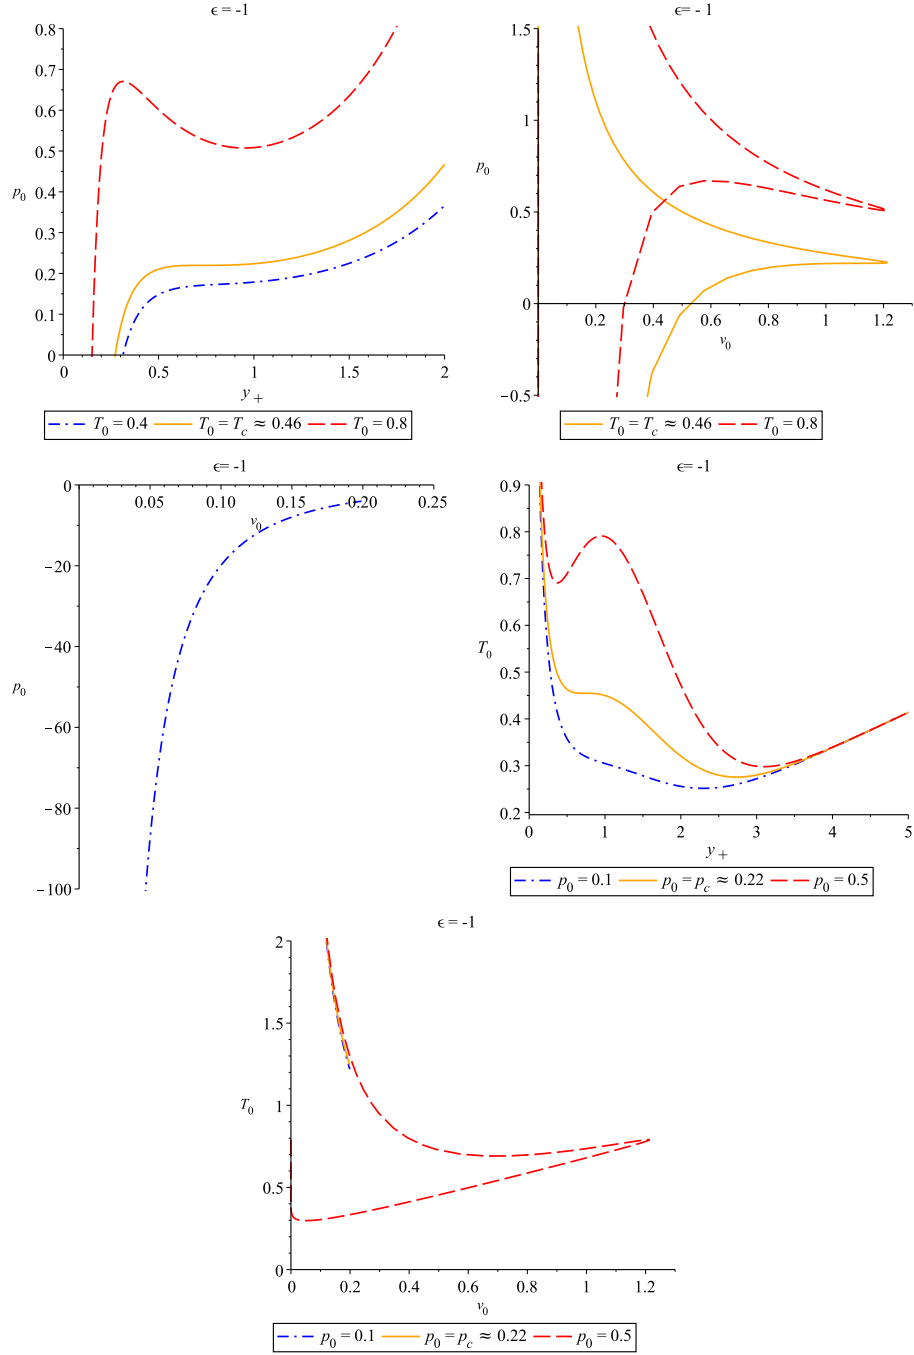 ϵ = -1
0.8
0.7
0.6
0.5
p₀
0.4
0.3
0.2
0.1
0
0 0.5 1 1.5 2
y₊
T₀ = 0.4 T₀ = T_c ≈ 0.46 T₀ = 0.8
ϵ= - 1
1.5
1
p₀
0.5
0
0.2 0.4 0.6 0.8 1 1.2
v₀
−0.5
T₀ = T_c ≈ 0.46 T₀ = 0.8
ϵ= -1
0
0.05 0.10 0.15 0.20 0.25
v₀
−20
−40
p₀
−60
−80
−100
ϵ= -1
0.9
0.8
0.7
0.6
T₀
0.5
0.4
0.3
0.2
0 1 2 3 4 5
y₊
p₀ = 0.1 p₀ = p_c ≈ 0.22 p₀ = 0.5
ϵ = -1
2
1.5
T₀
1
0.5
0
0 0.2 0.4 0.6 0.8 1 1.2
v₀
p₀ = 0.1 p₀ = p_c ≈ 0.22 p₀ = 0.5